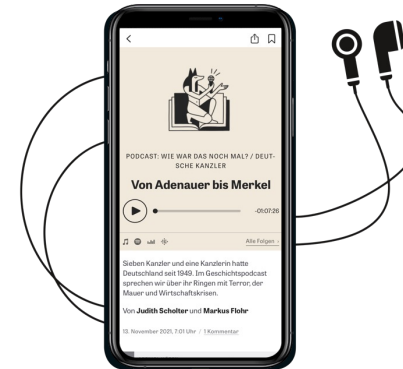 PODCAST: WIE WAR DAS NOCH MAL? / DEUT-
SCHE KANZLER
Von Adenauer bis Merkel
-01:07:26
Alle Folgen
Sieben Kanzler und eine Kanzlerin hatte
Deutschland seit 1949. Im Geschichtspodcast
sprechen wir über ihr Ringen mit Terror, der
Mauer und Wirtschaftskrisen.
Von Judith Scholter und Markus Flohr
13. November 2021, 7:01 Uhr / 1 Kommentar